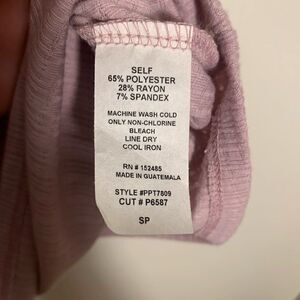 SELF
65% POLYESTER
28% RAYON
7% SPANDEX
MACHINE WASH COLD
ONLY NON-CHLORINE
BLEACH
LINE DRY
COOL IRON
RN # 152485
MADE IN GUATEMALA
STYLE #PPT7809
CUT # P6587
SP